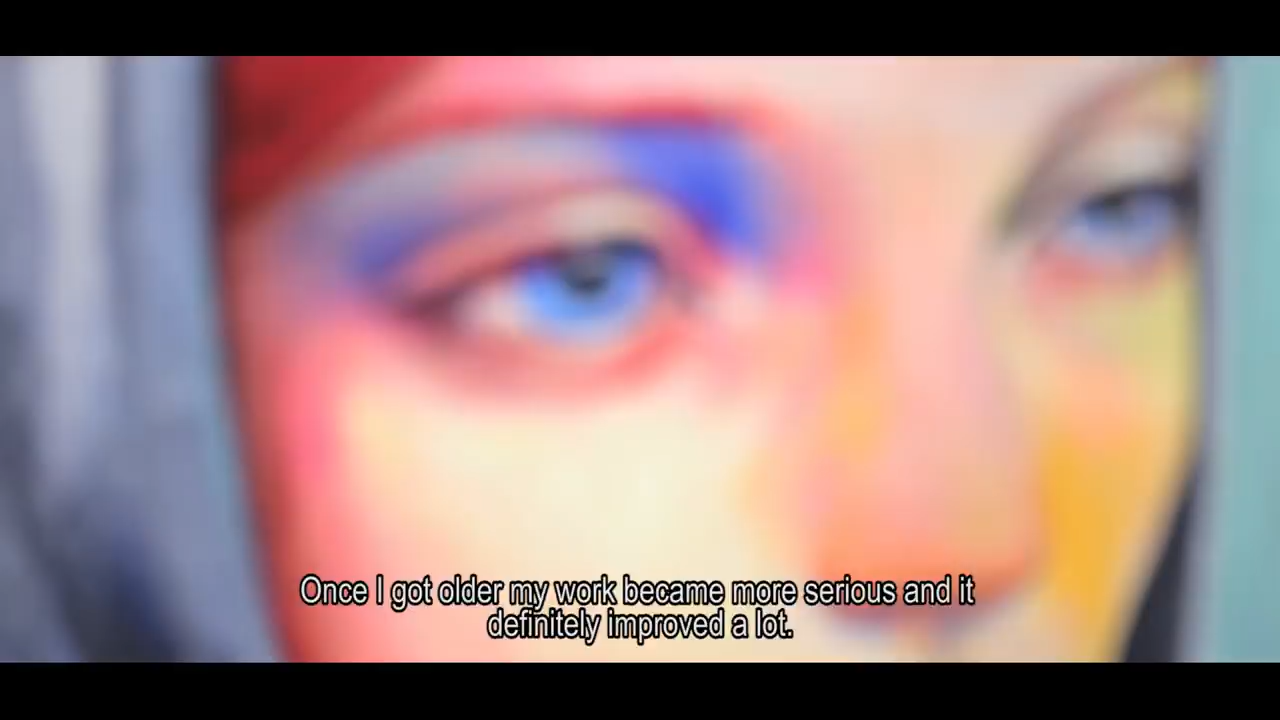 Once I got older my work became more serious and it
definitely improved a lot.